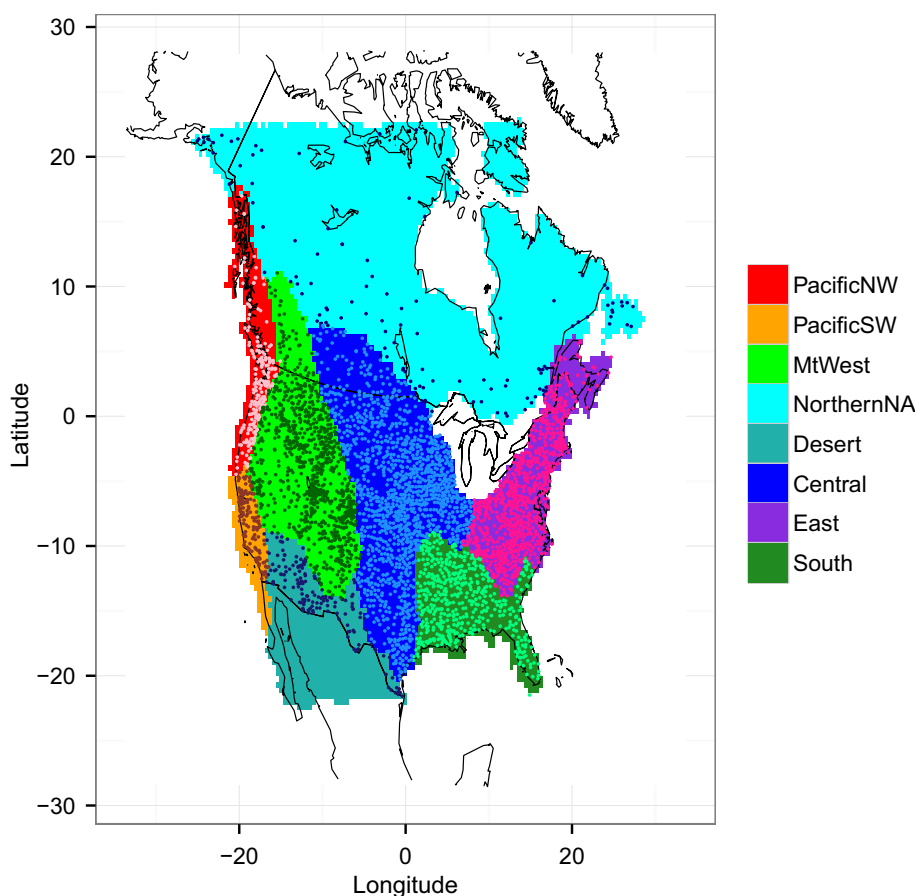 30
20
10
0
−10
−20
−30
Latitude
−20
0
20
Longitude
PacificNW
PacificSW
MtWest
NorthernNA
Desert
Central
East
South